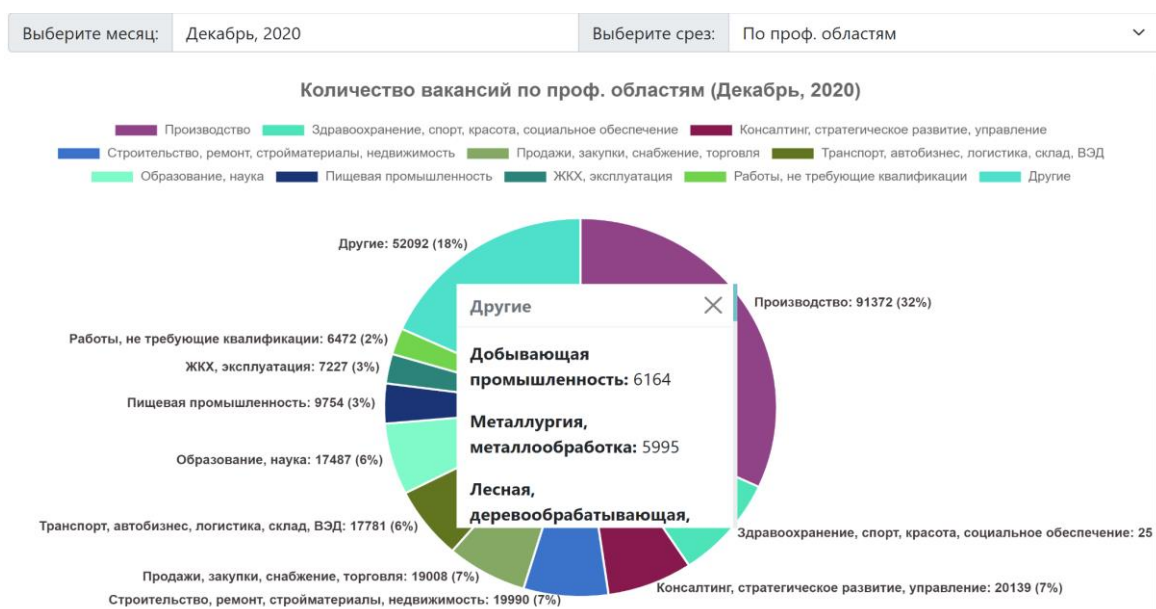 Выберите месяц: Декабрь, 2020 Выберите срез: По проф. областям
Количество вакансий по проф. областям (Декабрь, 2020)
Производство Здравоохранение, спорт, красота, социальное обеспечение Консалтинг, стратегическое развитие, управление
Строительство, ремонт, стройматериалы, недвижимость Продажи, закупки, снабжение, торговля Транспорт, автобизнес, логистика, склад, ВЭД
Образование, наука Пищевая промышленность ЖКХ, эксплуатация Работы, не требующие квалификации Другие
Другие: 52092 (18%)
Производство: 91372 (32%)
Другие
Добывающая
промышленность: 6164
Металлургия,
металлообработка: 5995
Лесная,
деревообрабатывающая,
Работы, не требующие квалификации: 6472 (2%)
ЖКХ, эксплуатация: 7227 (3%)
Пищевая промышленность: 9754 (3%)
Образование, наука: 17487 (6%)
Транспорт, автобизнес, логистика, склад, ВЭД: 17781 (6%)
Здравоохранение, спорт, красота, социальное обеспечение: 25
Продажи, закупки, снабжение, торговля: 19008 (7%)
Консалтинг, стратегическое развитие, управление: 20139 (7%)
Строительство, ремонт, стройматериалы, недвижимость: 19990 (7%)